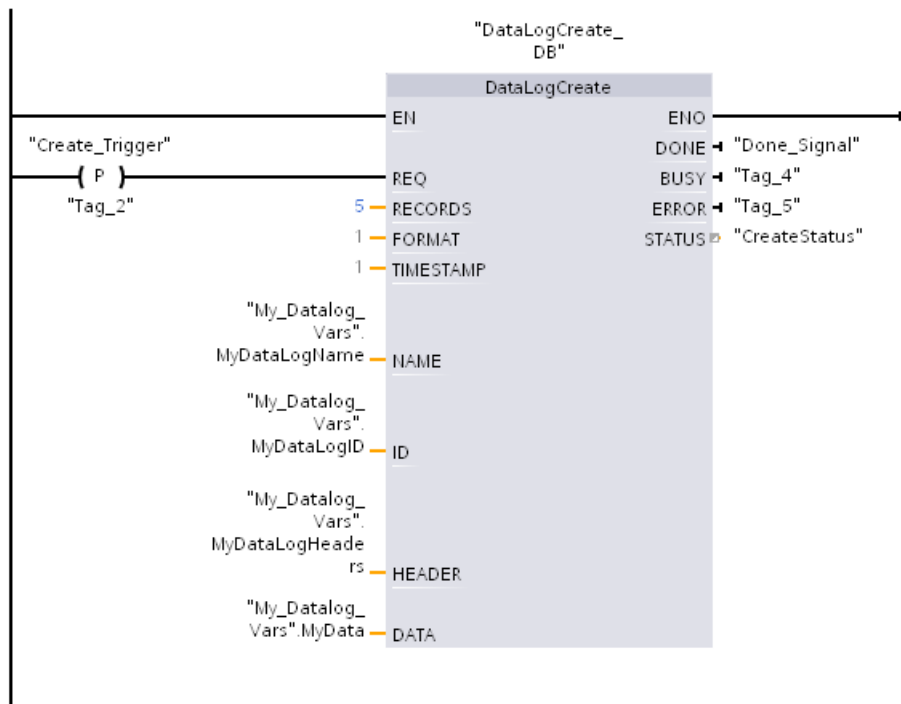 "DataLogCreate_
DB"
DataLogCreate
EN
ENO
DONE
"Done_Signal"
"Create_Trigger"
P
"Tag_2"
REQ
BUSY
"Tag_4"
5
RECORDS
ERROR
"Tag_5"
1
FORMAT
STATUS
"CreateStatus"
1
TIMESTAMP
"My_Datalog_
Vars".
MyDataLogName
NAME
"My_Datalog_
Vars".
MyDataLogID
ID
"My_Datalog_
Vars".
MyDataLogHeade
rs
HEADER
"My_Datalog_
Vars".MyData
DATA